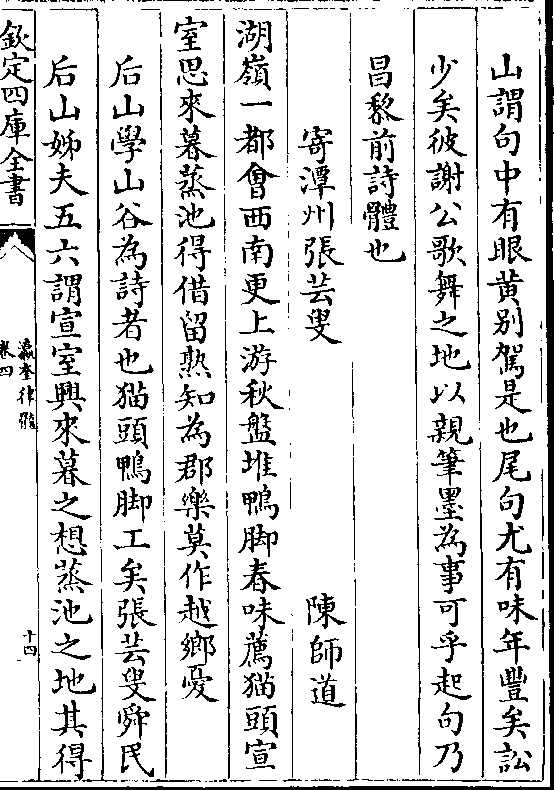 山謂句中有眼黄别駕是也尾句尤有味年豐矣訟
少矣彼謝公歌舞之地以親筆墨為事可乎起句乃
昌黎前詩體也
寄潭州張芸叟　陳師道
湖嶺一都會西南更上游秋盤堆鴨脚春味薦猫頭宣
室思來暮蒸池得借留熟知為郡樂莫作越鄉憂
后山學山谷為詩者也猫頭鴨脚工矣張芸叟舜民
后山姊夫五六謂宣室興來暮之想蒸池之地其得
欽定四庫全書
瀛奎律髓
卷四
十四